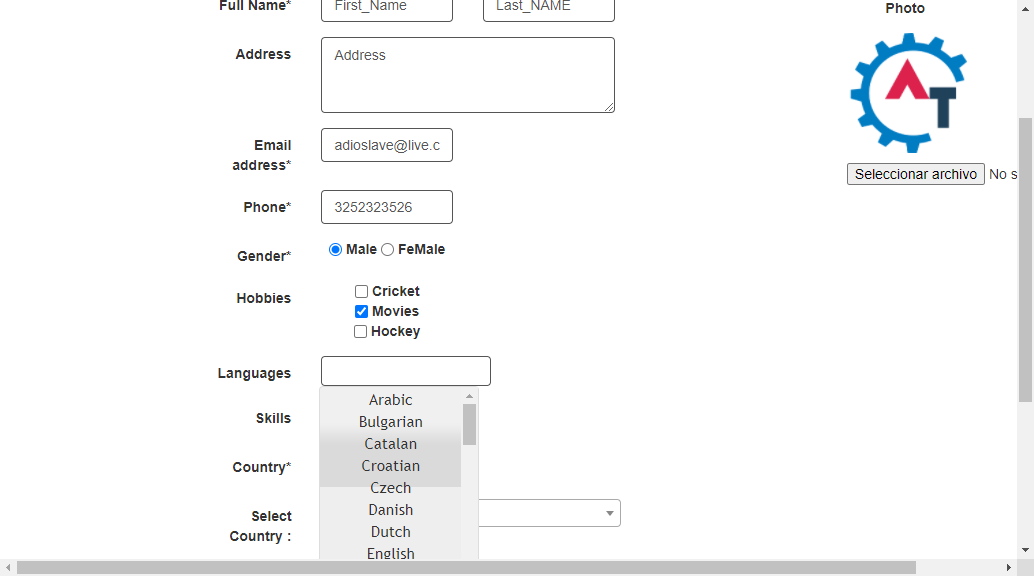 Full Name* First_Name Last_NAME Photo
Address Address
AT
Email
address* adioslave@live.c
Seleccionar archivo No s
Phone* 3252323526
Gender* Male FeMale
Hobbies Cricket
Movies
Hockey
Languages
Arabic
Skills Bulgarian
Catalan
Country* Croatian
Czech
Select
Country : Danish
Dutch
English